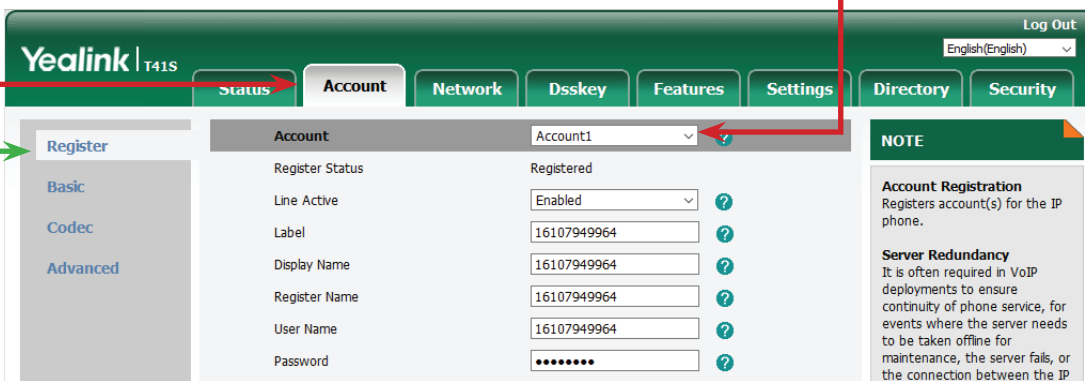 Log Out
Yealink T41S
English(English)
Status Account Network Dsskey Features Settings Directory Security
Register
Basic
Codec
Advanced
Account Account1 ?
Register Status Registered
Line Active Enabled ?
Label 16107949964 ?
Display Name 16107949964 ?
Register Name 16107949964 ?
User Name 16107949964 ?
Password •••••••• ?
NOTE
Account Registration
Registers account(s) for the IP
phone.
Server Redundancy
It is often required in VoIP
deployments to ensure
continuity of phone service, for
events where the server needs
to be taken offline for
maintenance, the server fails, or
the connection between the IP